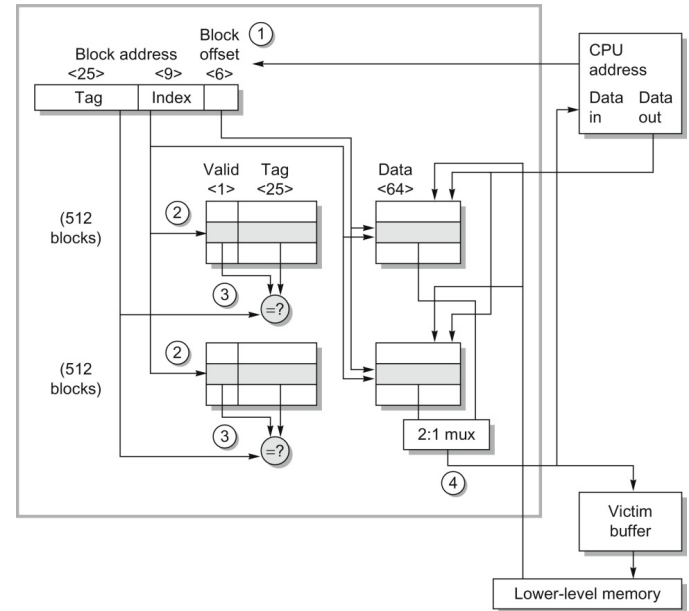 Block address
<25>
<9>
Block
offset
<6>
1
Tag
Index
CPU
address
Data
in
Data
out
(512
blocks)
2
Valid
<1>
Tag
<25>
Data
<64>
3
=?
(512
blocks)
2
3
=?
2:1 mux
4
Victim
buffer
Lower-level memory